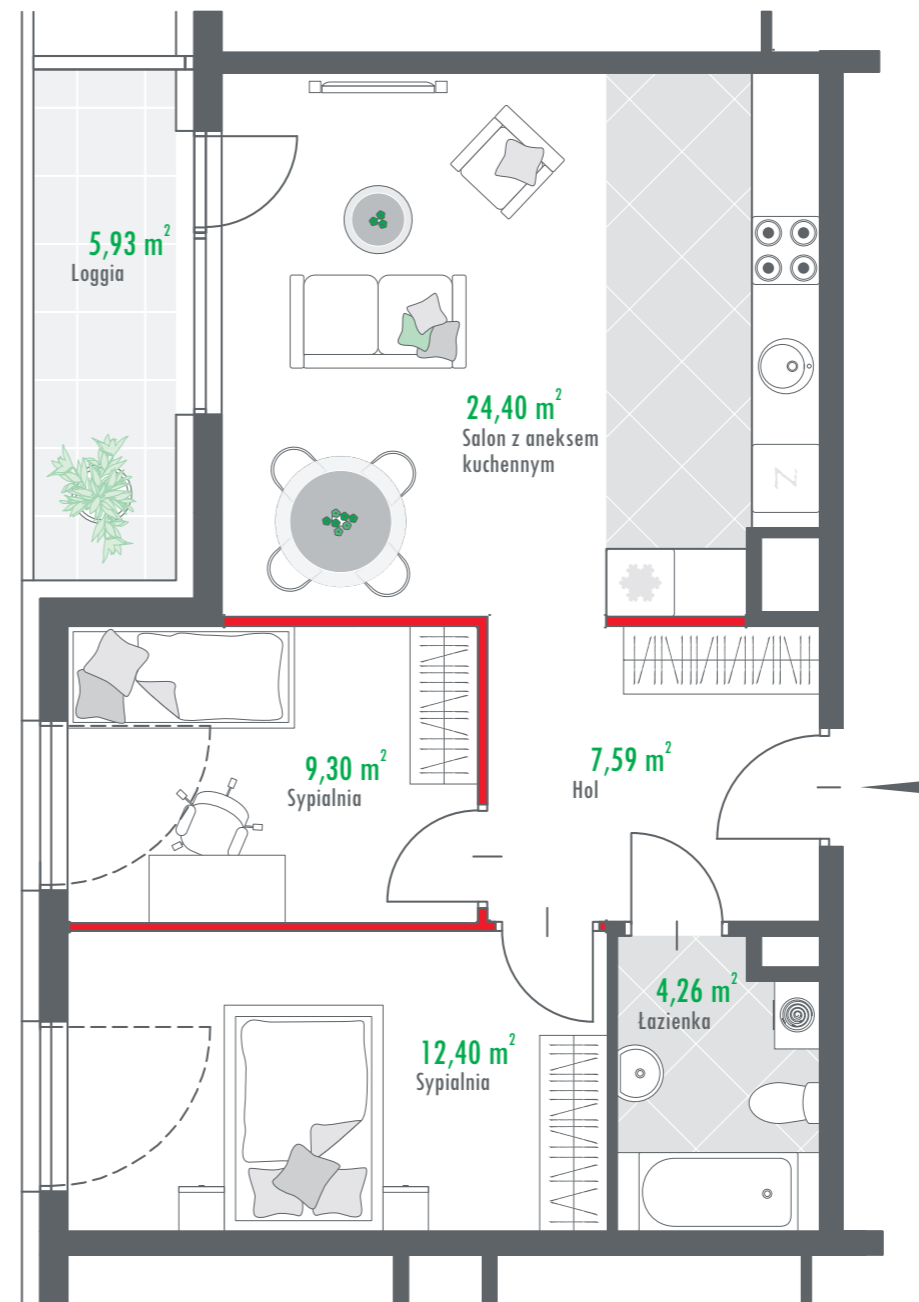 5,93 m²
Loggia
24,40 m²
Salon z aneksem
kuchennym
Z
9,30 m²
Sypialnia
7,59 m²
Hol
4,26 m²
Łazienka
12,40 m²
Sypialnia